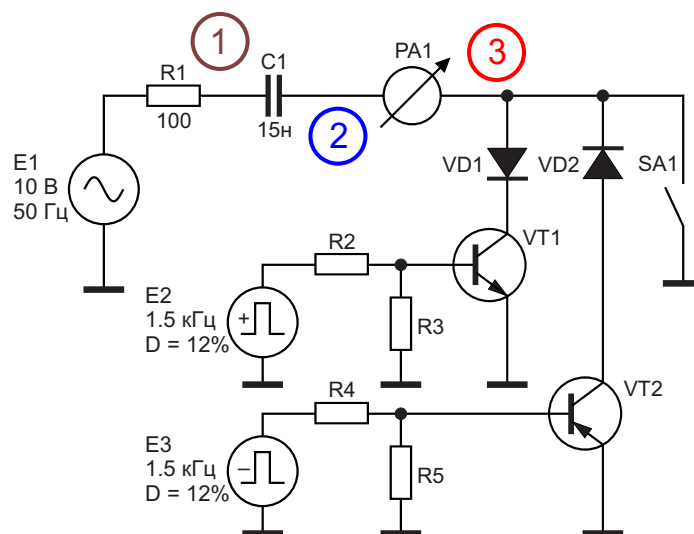 1
C1
PA1
3
R1
100
15н
2
E1
10 В
50 Гц
VD1
VD2
SA1
R2
VT1
E2
1.5 кГц
D = 12%
+
R3
R4
VT2
E3
1.5 кГц
D = 12%
–
R5